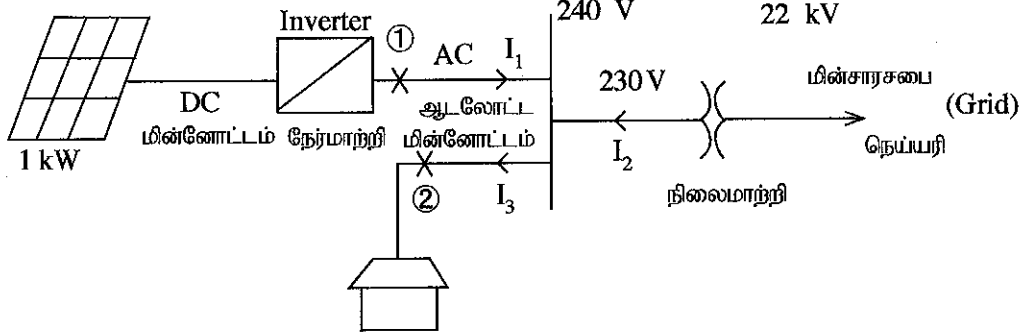 Inverter
240 V
22 kV
①
AC
I₁
230 V
மின்சாரசபை
(Grid)
DC
ஆடலோட்ட
மின்னோட்டம்
நேர்மாற்றி
மின்னோட்டம்
I₂
நெய்யரி
1 kW
②
I₃
நிலைமாற்றி